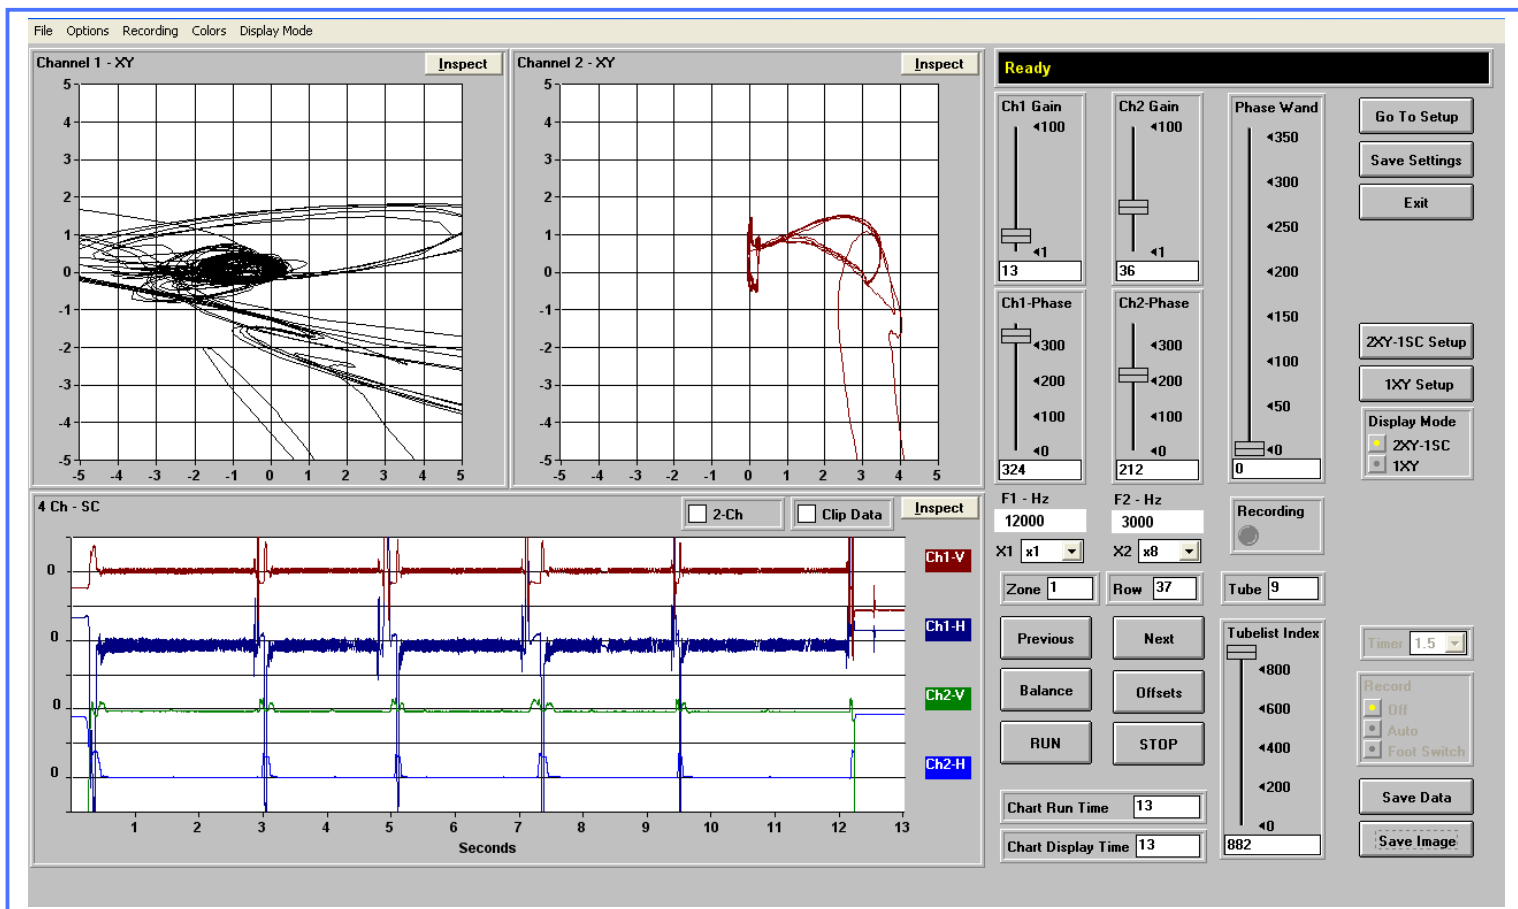 File Options Recording Colors Display Mode
Channel 1 - XY
Inspect
5
4
3
2
1
0
-1
-2
-3
-4
-5
-5 -4 -3 -2 -1 0 1 2 3 4 5
Channel 2 - XY
Inspect
5
4
3
2
1
0
-1
-2
-3
-4
-5
-5 -4 -3 -2 -1 0 1 2 3 4 5
4 Ch - SC
2-Ch
Clip Data
Inspect
0
0
0
0
Ch1-V
Ch1-H
Ch2-V
Ch2-H
1 2 3 4 5 6 7 8 9 10 11 12 13
Seconds
Ready
Ch1 Gain
100
1
13
Ch2 Gain
100
1
36
Phase Wand
350
300
250
200
150
100
50
0
0
Ch1-Phase
300
200
100
0
324
Ch2-Phase
300
200
100
0
212
Go To Setup
Save Settings
Exit
2XY-1SC Setup
1XY Setup
Display Mode
2XY-1SC
1XY
F1 - Hz
12000
X1 x1
F2 - Hz
3000
X2 x8
Recording
Zone 1
Row 37
Tube 9
Previous
Next
Balance
Offsets
RUN
STOP
Chart Run Time 13
Chart Display Time 13
Tubelist Index
800
600
400
200
0
882
Timer 1.5
Record
Off
Auto
Foot Switch
Save Data
Save Image